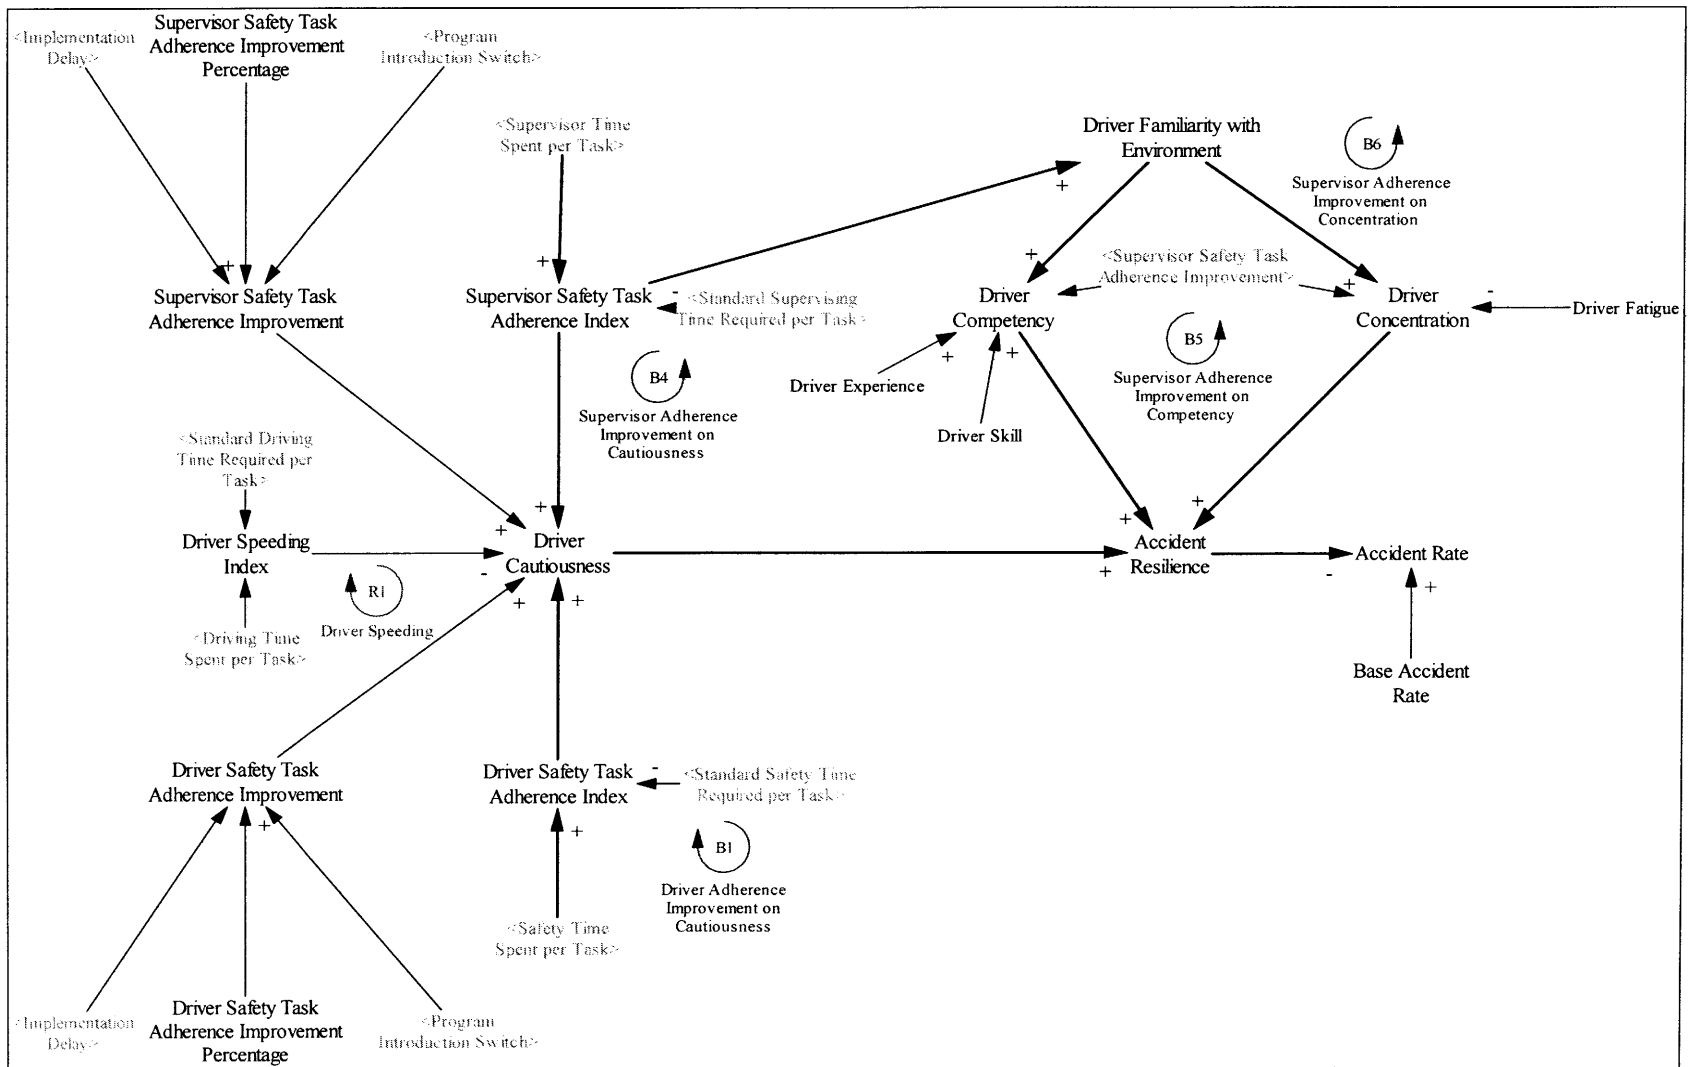 <Implementation
Delay>
Supervisor Safety Task
Adherence Improvement
Percentage
<Program
Introduction Switch>
<Supervisor Time
Spent per Task>
Driver Familiarity with
Environment
B6
Supervisor Adherence
Improvement on
Concentration
+
+
+
+
Supervisor Safety Task
Adherence Improvement
Supervisor Safety Task
Adherence Index
-
<Standard Supervising
Time Required per Task>
<Supervisor Safety Task
Adherence Improvement>
+
Driver
Competency
Driver
Concentration
-
Driver Fatigue
B4
Supervisor Adherence
Improvement on
Cautiousness
+
+
Driver Experience
Driver Skill
B5
Supervisor Adherence
Improvement on
Competency
<Standard Driving
Time Required per
Task>
+
+
+
+
Driver Speeding
Index
-
Driver
Cautiousness
+
Accident
Resilience
-
Accident Rate
R1
Driver Speeding
+
+
+
<Driving Time
Spent per Task>
Base Accident
Rate
Driver Safety Task
Adherence Improvement
Driver Safety Task
Adherence Index
-
<Standard Safety Time
Required per Task>
+
+
B1
Driver Adherence
Improvement on
Cautiousness
<Safety Time
Spent per Task>
<Implementation
Delay>
Driver Safety Task
Adherence Improvement
Percentage
<Program
Introduction Switch>